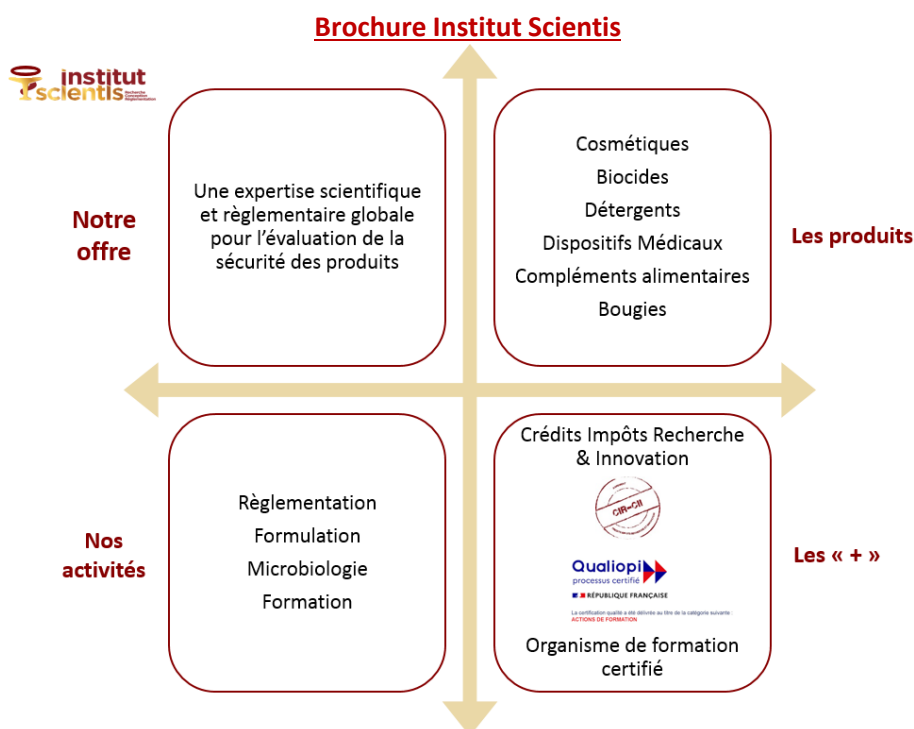 Brochure Institut Scientis
institut
scientis
Recherche
Conception
Règlementation
Notre
offre
Une expertise scientifique
et règlementaire globale
pour l’évaluation de la
sécurité des produits
Cosmétiques
Biocides
Détergents
Dispositifs Médicaux
Compléments alimentaires
Bougies
Les produits
Nos
activités
Règlementation
Formulation
Microbiologie
Formation
Crédits Impôts Recherche
& Innovation
CIR-CII
Qualiopi
processus certifié
RÉPUBLIQUE FRANÇAISE
La certification qualité a été délivrée au titre de la catégorie suivante :
ACTIONS DE FORMATION
Organisme de formation
certifié
Les « + »